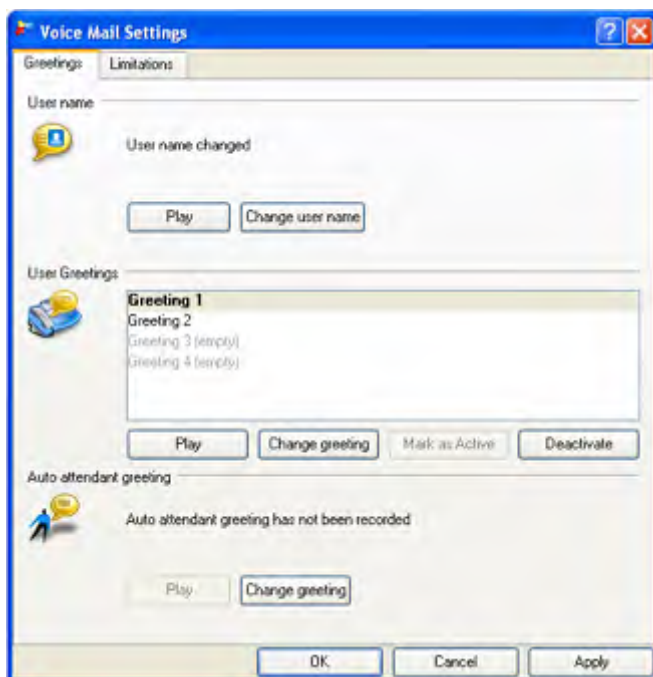 Voice Mail Settings
Greetings Limitations
User name
User name changed
Play Change user name
User Greetings
Greeting 1
Greeting 2
Greeting 3 (empty)
Greeting 4 (empty)
Play Change greeting Mark as Active Deactivate
Auto attendant greeting
Auto attendant greeting has not been recorded
Play Change greeting
OK Cancel Apply